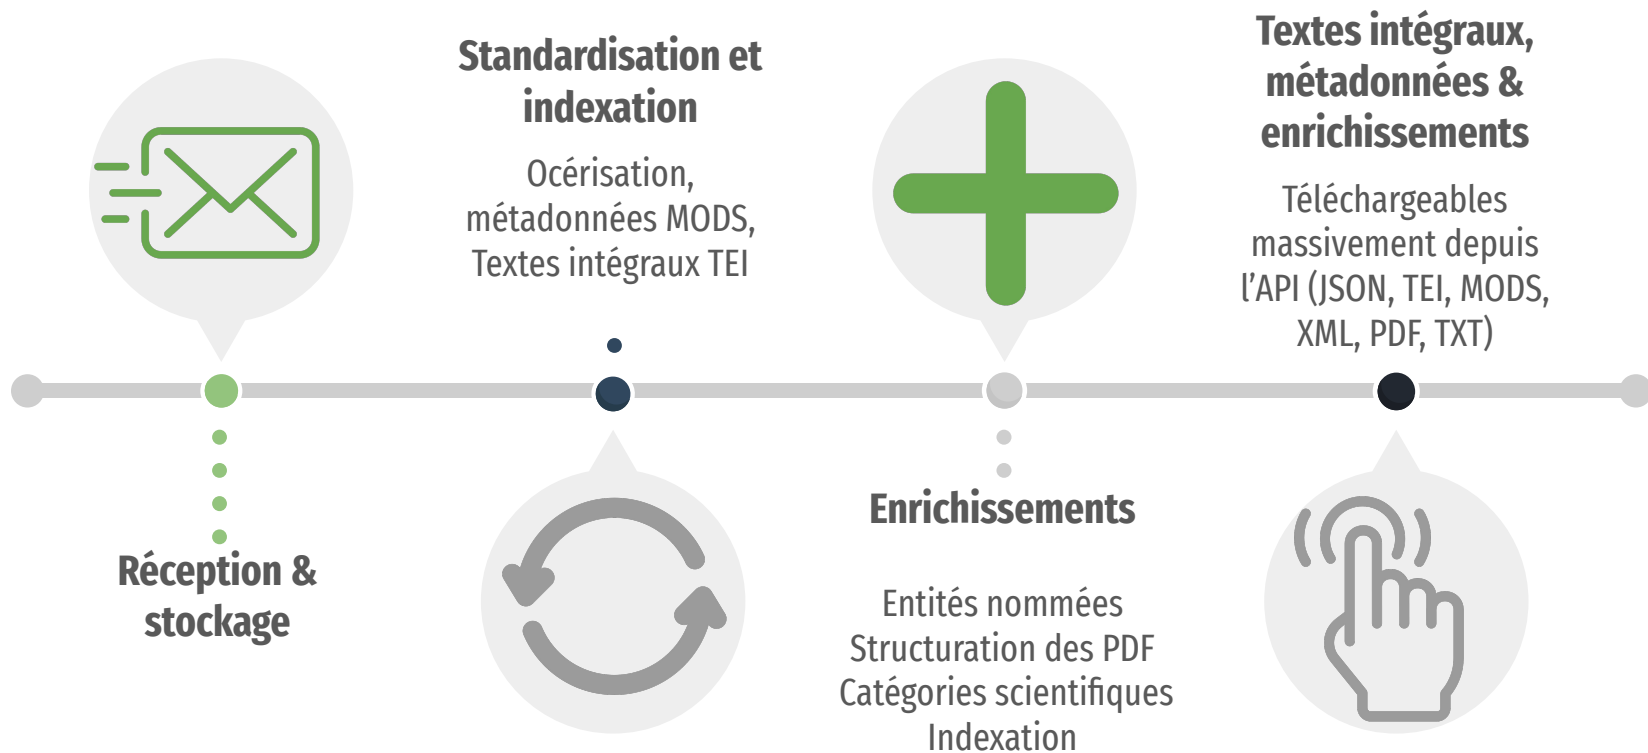 Réception &
stockage
Standardisation et
indexation
Océrisation,
métadonnées MODS,
Textes intégraux TEI
Enrichissements
Entités nommées
Structuration des PDF
Catégories scientifiques
Indexation
Textes intégraux,
métadonnées &
enrichissements
Téléchargeables
massivement depuis
l’API (JSON, TEI, MODS,
XML, PDF, TXT)